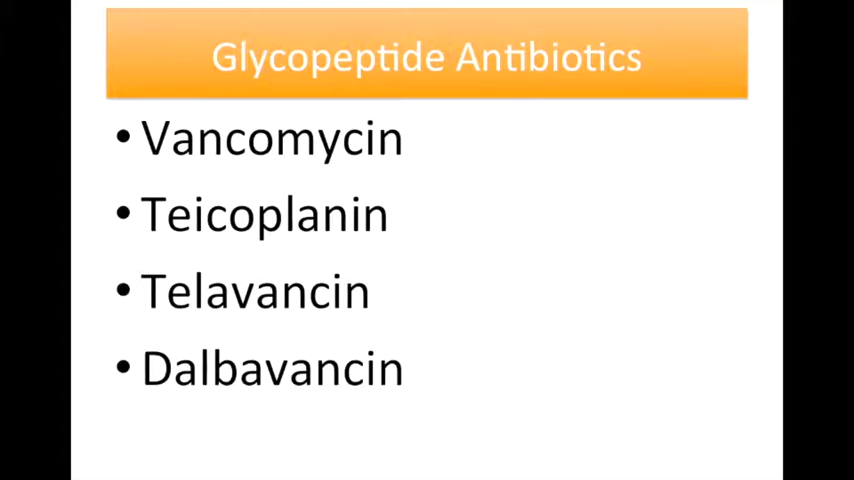 Glycopeptide Antibiotics
• Vancomycin
• Teicoplanin
• Telavancin
• Dalbavancin